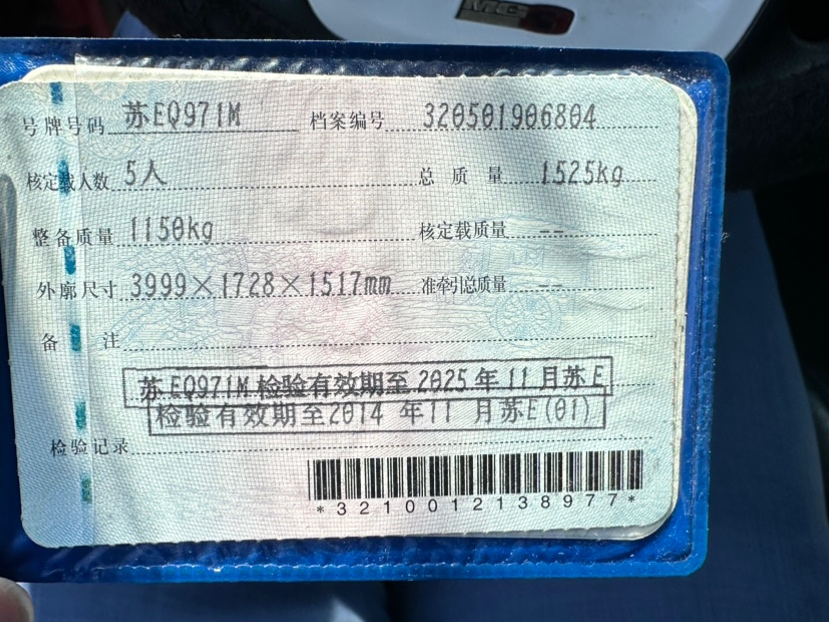 MG
号牌号码 苏EQ971M 档案编号 320501906804
核定载人数 5人 总质量 1525kg
整备质量 1150kg 核定载质量 --
外廓尺寸 3999×1728×1517mm 准牵引总质量 --
备注
苏EQ971M检验有效期至2025年11月苏E
检验有效期至2014年11月苏E(01)
检验记录
*3210012138977*